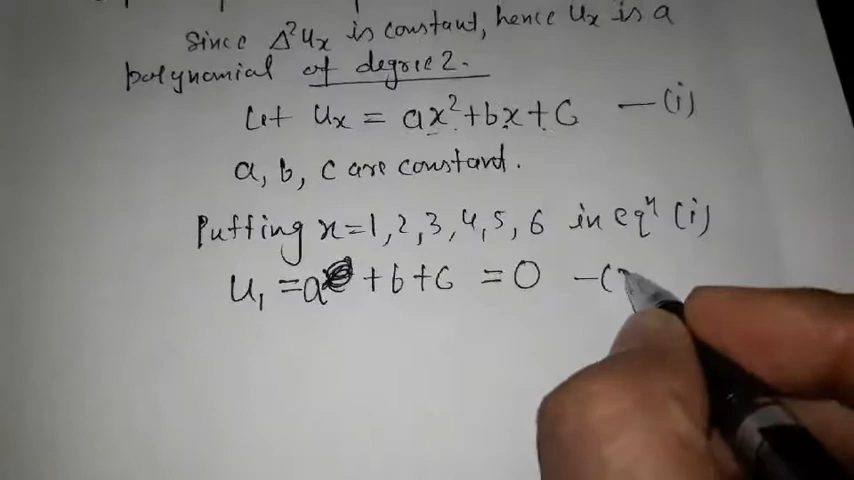 Since Δ²Ux is constant, hence Ux is a
polynomial of degree 2.
Let Ux = ax² + bx + C — (i)
a, b, c are constant.
Putting x = 1, 2, 3, 4, 5, 6 in eqⁿ (i)
U₁ = a + b + C = 0 – (